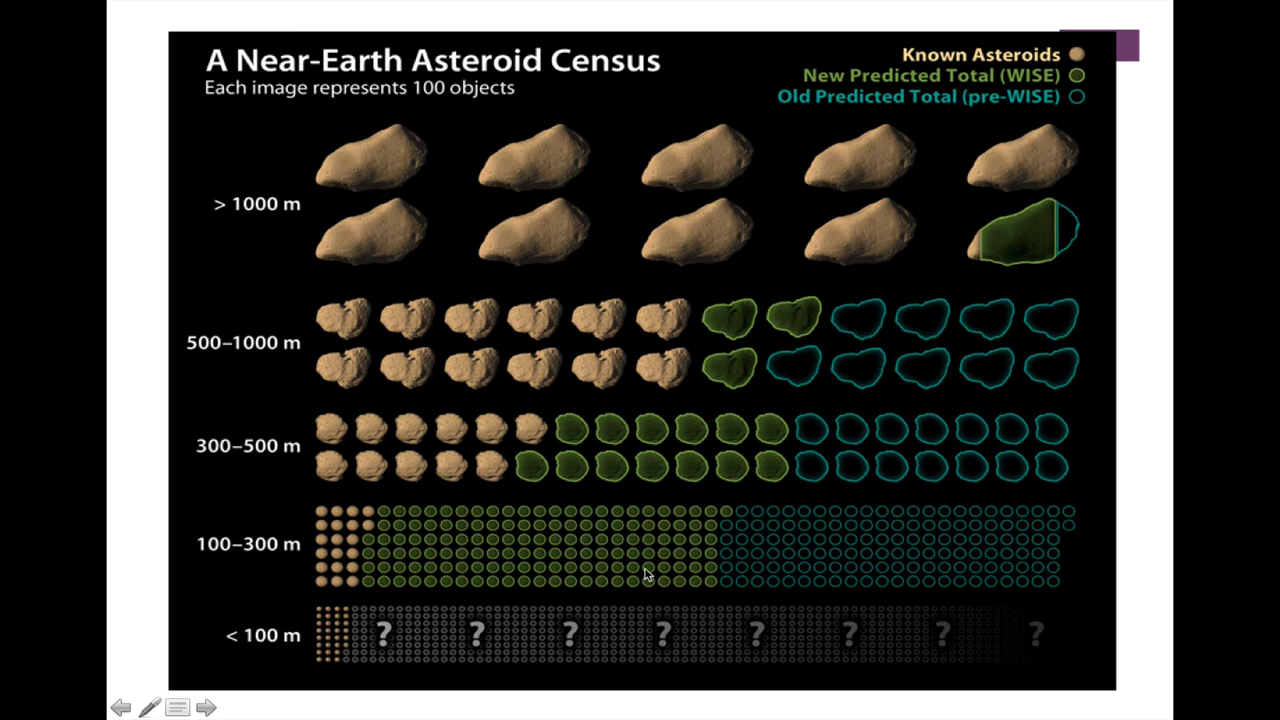 A Near-Earth Asteroid Census
Each image represents 100 objects
Known Asteroids
New Predicted Total (WISE)
Old Predicted Total (pre-WISE)
> 1000 m
500–1000 m
300–500 m
100–300 m
< 100 m
? ? ? ? ? ? ? ?